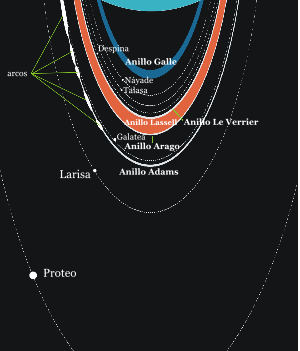 Despina
Anillo Galle
arcos
Náyade
Talasa
Anillo Lassell
Anillo Le Verrier
Galatea
Anillo Arago
Anillo Adams
Larisa
Proteo